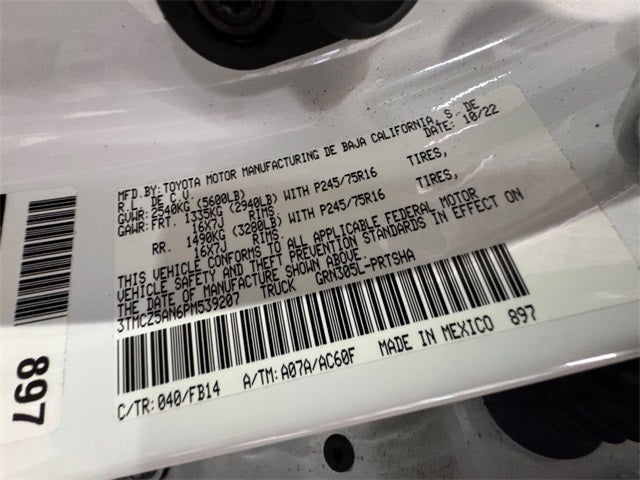 MFD.BY: TOYOTA MOTOR MANUFACTURING DE BAJA CALIFORNIA, S. DE
R. L. DE C.V. DATE: 10/22
GVWR: 2540KG (5600LB)
GAWR: FRT. 1335KG (2940LB) WITH P245/75R16 TIRES,
16X7J RIMS
RR. 1490KG (3280LB) WITH P245/75R16 TIRES,
16X7J RIMS
THIS VEHICLE CONFORMS TO ALL APPLICABLE FEDERAL MOTOR
VEHICLE SAFETY AND THEFT PREVENTION STANDARDS IN EFFECT ON
THE DATE OF MANUFACTURE SHOWN ABOVE.
3TMCZ5AN6PM539207 TRUCK GRN305L-PRTSHA
C/TR: 040/FB14 A/TM: A07A/AC60F MADE IN MEXICO 897
897